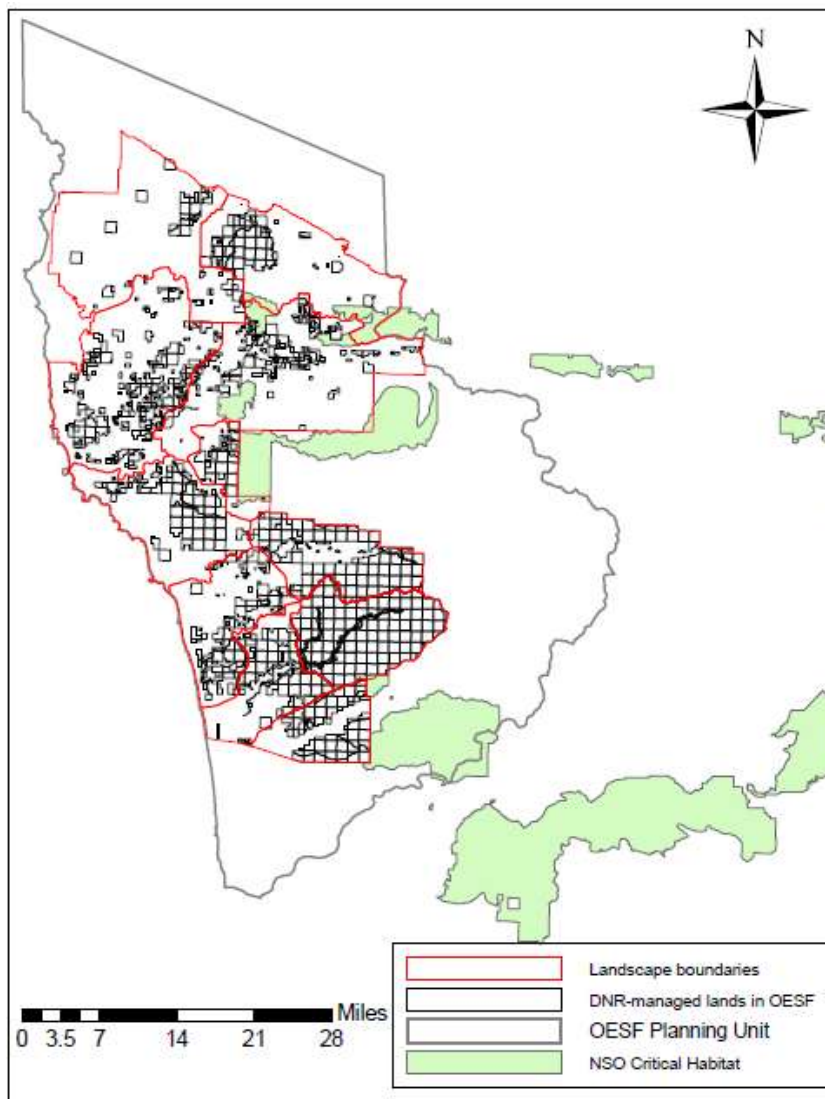 N
Landscape boundaries
DNR-managed lands in OESF
OESF Planning Unit
NSO Critical Habitat
Miles
0 3.5 7 14 21 28